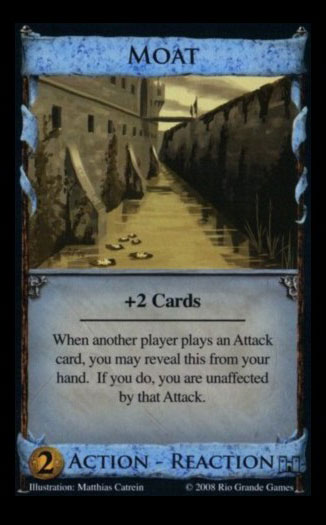 MOAT
+2 Cards
When another player plays an Attack
card, you may reveal this from your
hand. If you do, you are unaffected
by that Attack.
2 ACTION - REACTION
Illustration: Matthias Catrein © 2008 Rio Grande Games